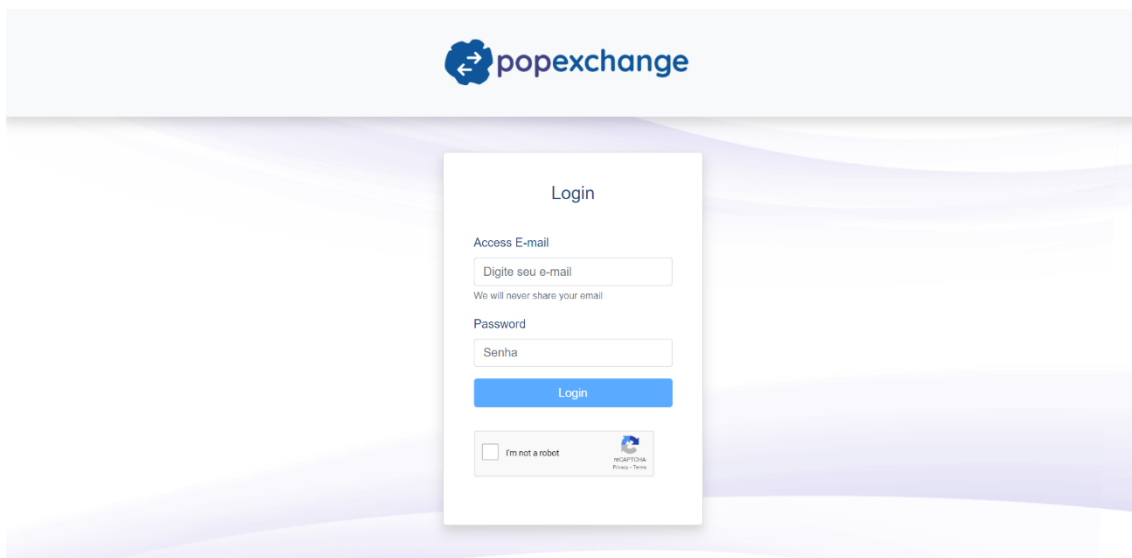 popexchange
Login
Access E-mail
Digite seu e-mail
We will never share your email
Password
Senha
Login
I'm not a robot
reCAPTCHA
Privacy - Terms